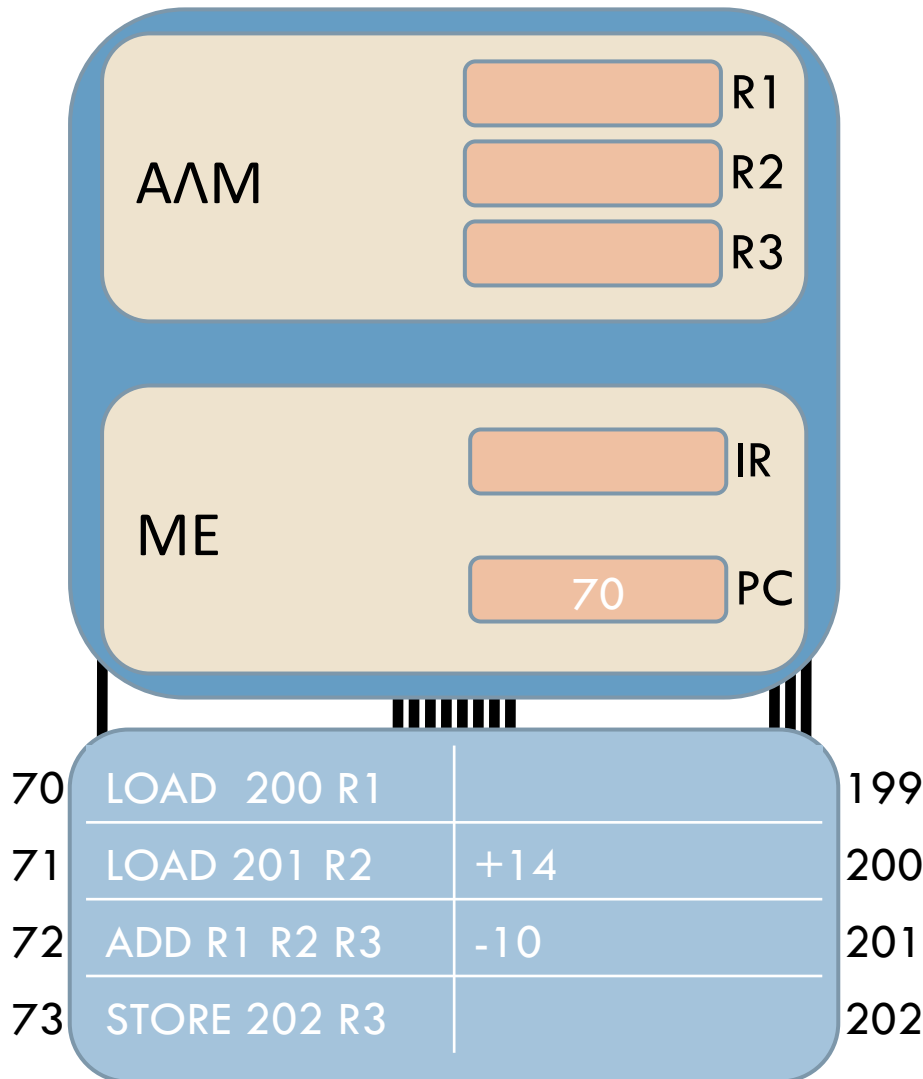 R1
ΑΛΜ
R2
R3
IR
ΜΕ
70 PC
70 LOAD 200 R1 199
71 LOAD 201 R2 +14 200
72 ADD R1 R2 R3 -10 201
73 STORE 202 R3 202